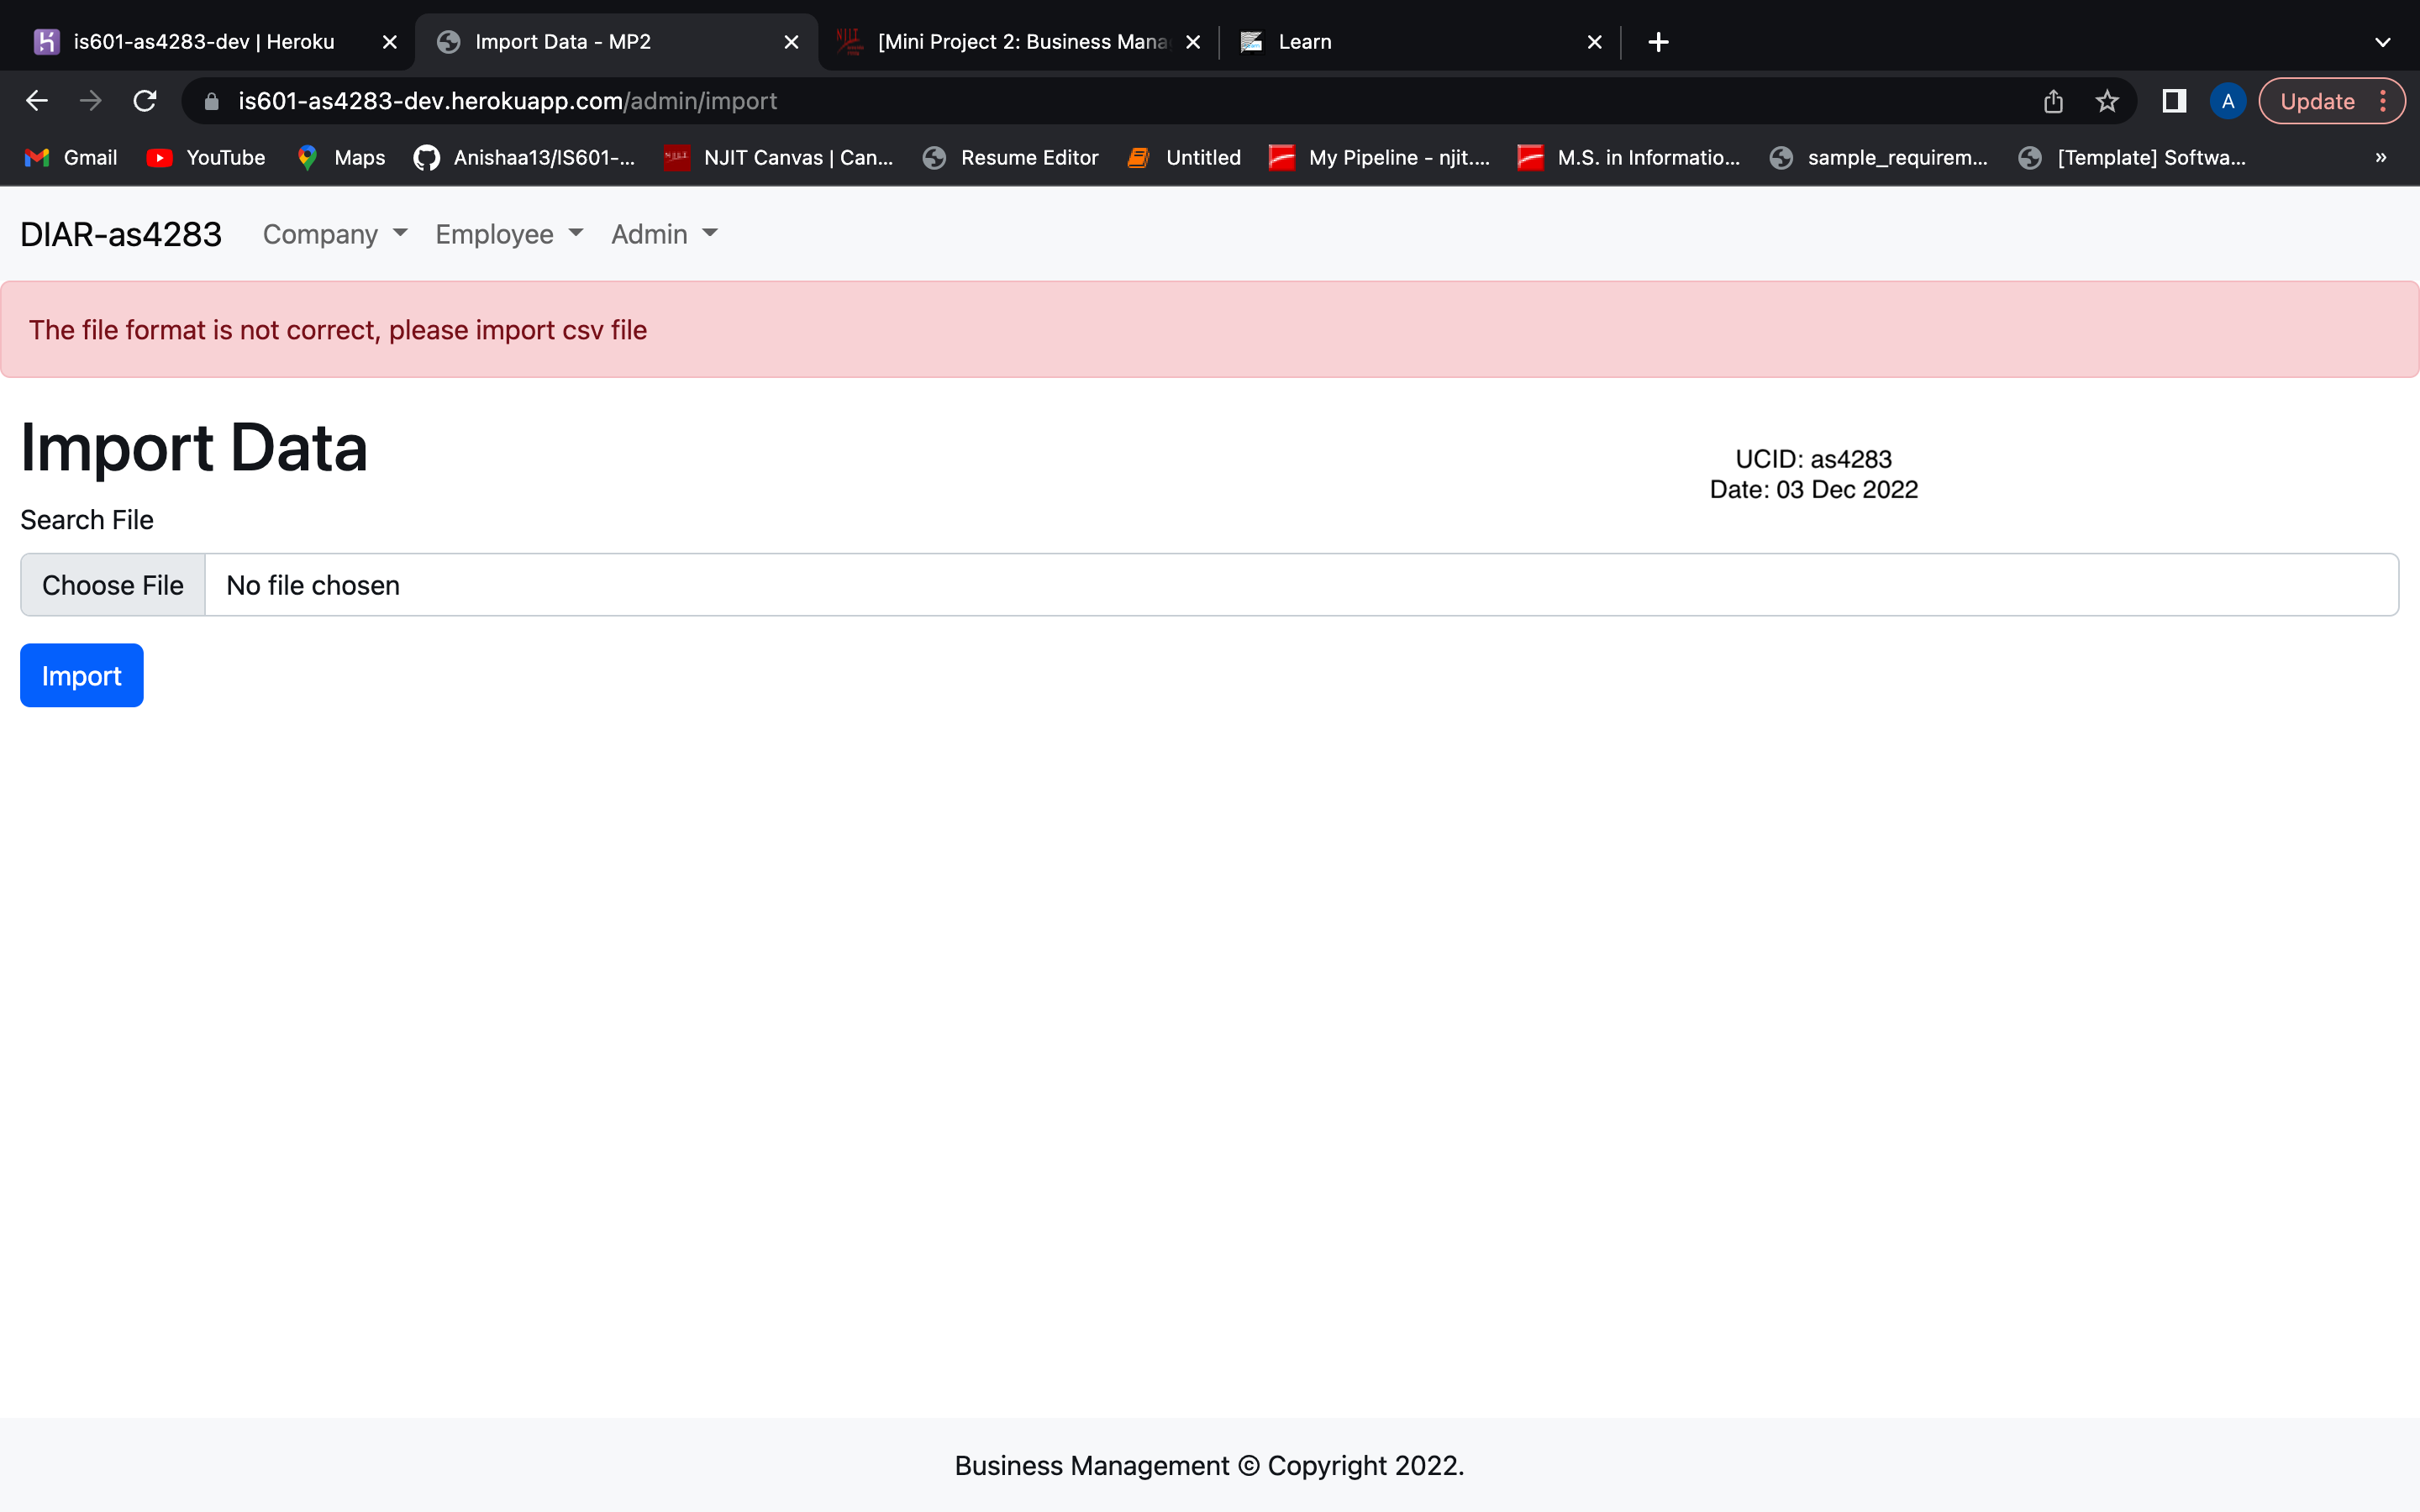 is601-as4283-dev | Heroku
Import Data - MP2
[Mini Project 2: Business Mana
Learn
is601-as4283-dev.herokuapp.com/admin/import
A
Update
Gmail
YouTube
Maps
Anishaa13/IS601-...
NJIT Canvas | Can...
Resume Editor
Untitled
My Pipeline - njit....
M.S. in Informatio...
sample_requirem...
[Template] Softwa...
»
DIAR-as4283
Company
Employee
Admin
The file format is not correct, please import csv file
Import Data
UCID: as4283
Date: 03 Dec 2022
Search File
Choose File
No file chosen
Import
Business Management © Copyright 2022.